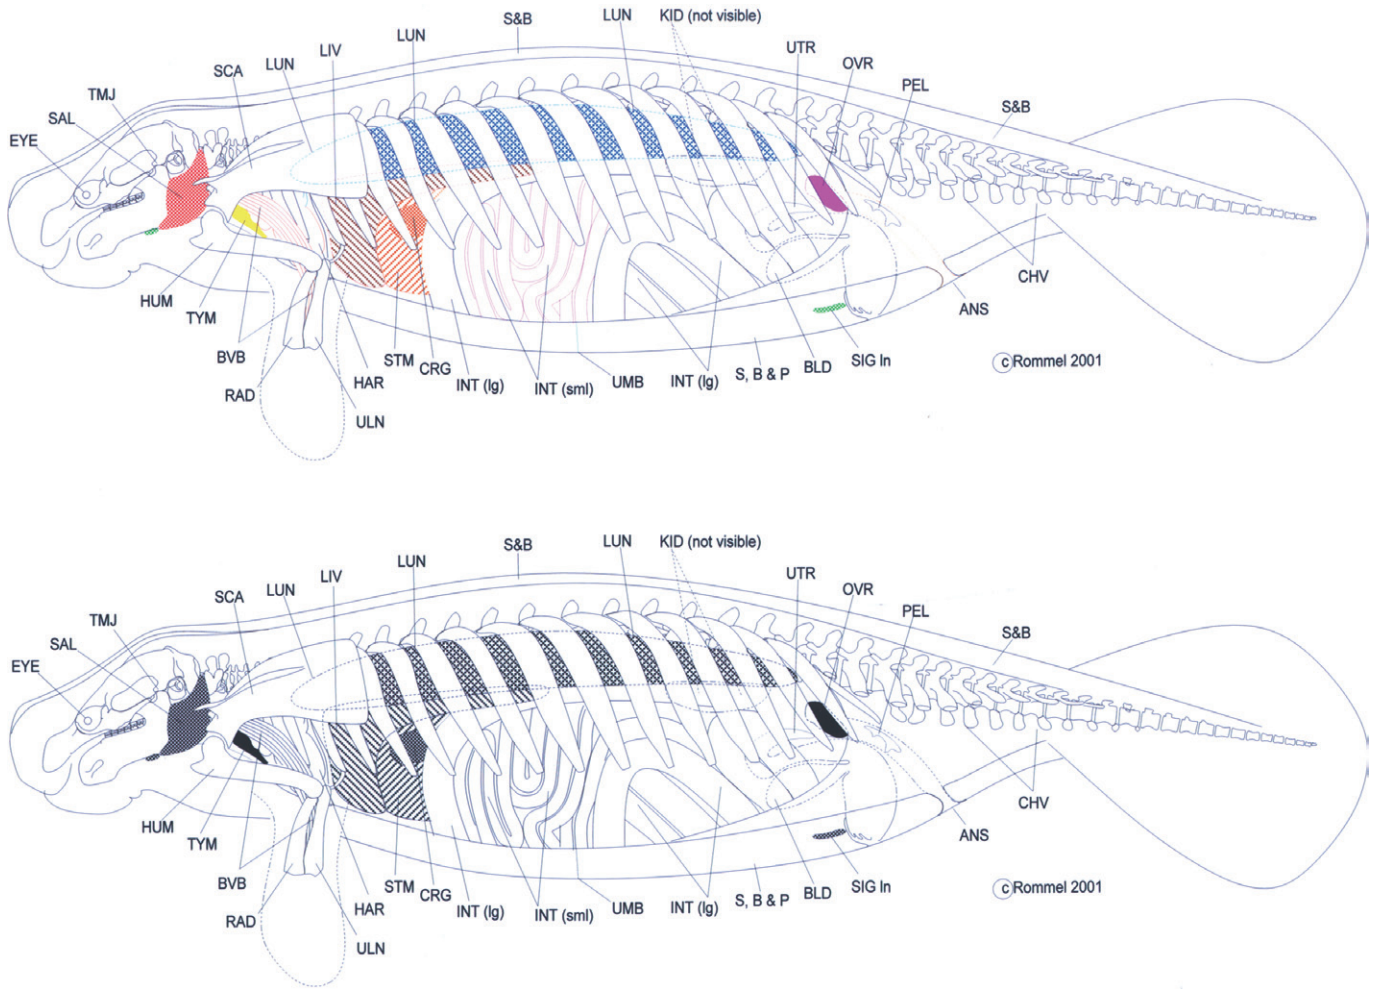 S&B
LUN
KID (not visible)
LUN
LIV
UTR
OVR
SCA
LUN
PEL
TMJ
S&B
SAL
EYE
CHV
HUM
ANS
TYM
BVB
STM
CRG
HAR
INT (lg)
INT (sml)
UMB
INT (lg)
S, B & P
BLD
SIG In
c Rommel 2001
RAD
ULN
S&B
LUN
KID (not visible)
LUN
LIV
UTR
OVR
SCA
LUN
PEL
TMJ
S&B
SAL
EYE
CHV
HUM
ANS
TYM
BVB
STM
CRG
HAR
INT (lg)
INT (sml)
UMB
INT (lg)
S, B & P
BLD
SIG In
c Rommel 2001
RAD
ULN